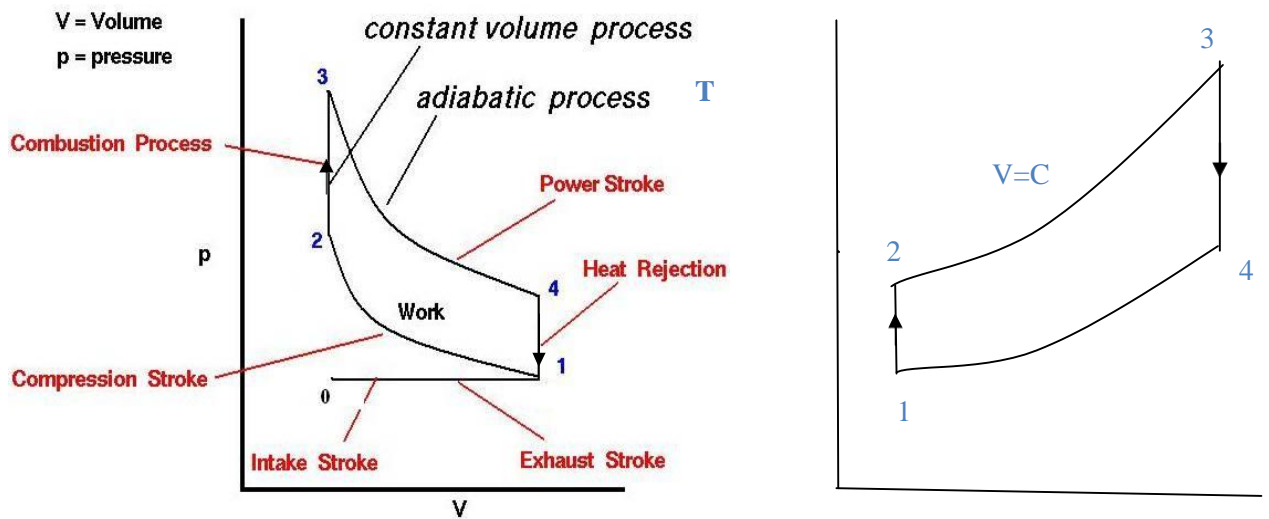 V = Volume
p = pressure
constant volume process
adiabatic process
3
Combustion Process
Power Stroke
2
p
Heat Rejection
4
Work
1
Compression Stroke
0
Intake Stroke
Exhaust Stroke
V
T
3
V=C
2
4
1